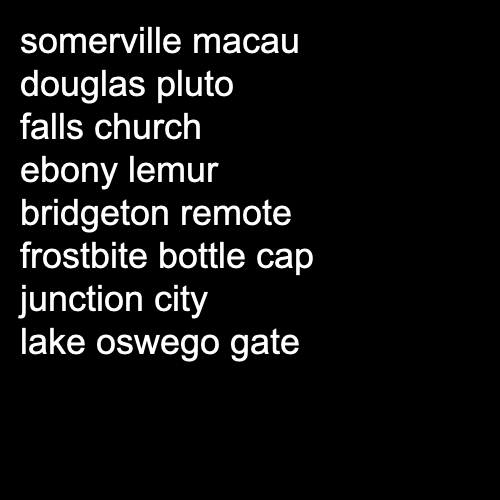 somerville macau
douglas pluto
falls church
ebony lemur
bridgeton remote
frostbite bottle cap
junction city
lake oswego gate